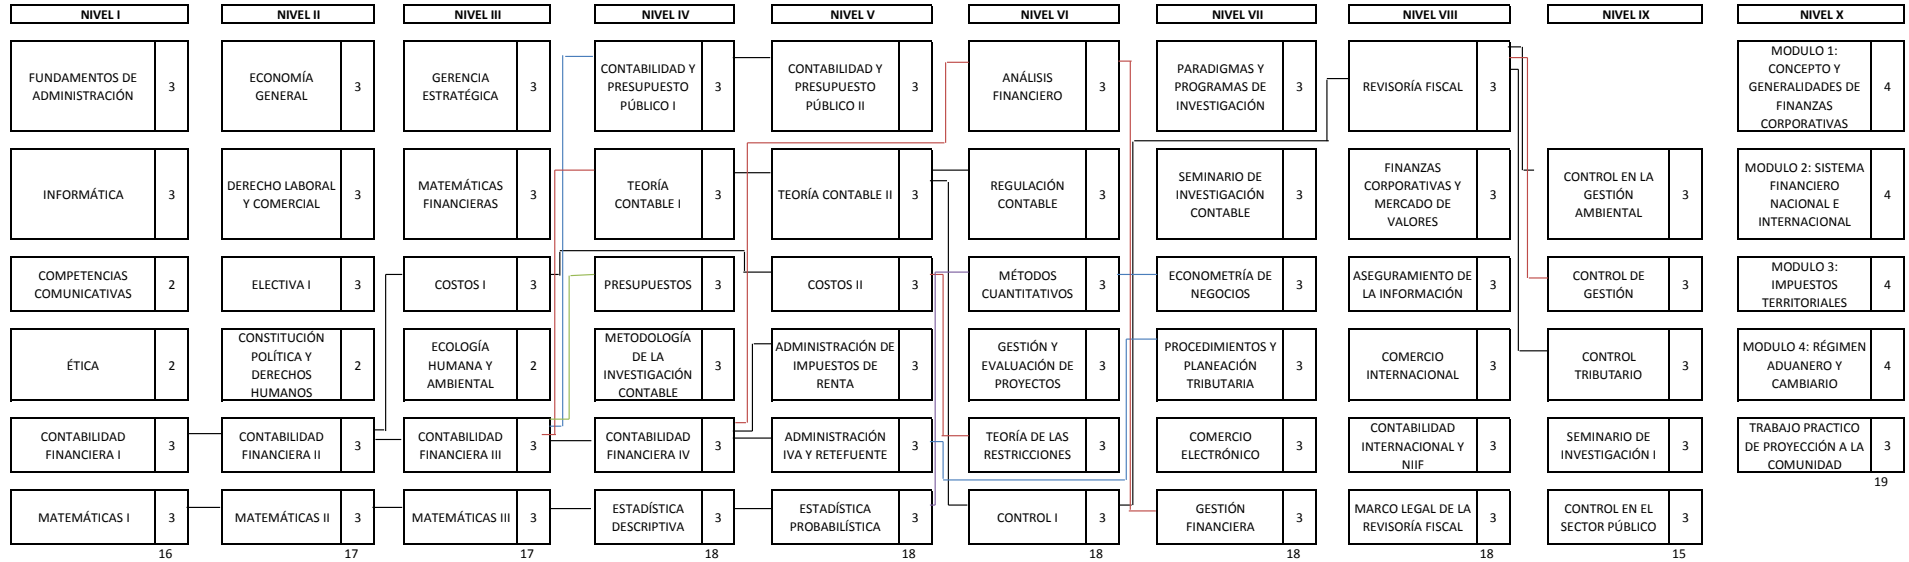 NIVEL I
NIVEL II
NIVEL III
NIVEL IV
NIVEL V
NIVEL VI
NIVEL VII
NIVEL VIII
NIVEL IX
NIVEL X
FUNDAMENTOS DE
ADMINISTRACIÓN
3
ECONOMÍA
GENERAL
3
GERENCIA
ESTRATÉGICA
3
CONTABILIDAD Y
PRESUPUESTO
PÚBLICO I
3
CONTABILIDAD Y
PRESUPUESTO
PÚBLICO II
3
ANÁLISIS
FINANCIERO
3
PARADIGMAS Y
PROGRAMAS DE
INVESTIGACIÓN
3
REVISORÍA FISCAL
3
MODULO 1:
CONCEPTO Y
GENERALIDADES DE
FINANZAS
CORPORATIVAS
4
INFORMÁTICA
3
DERECHO LABORAL
Y COMERCIAL
3
MATEMÁTICAS
FINANCIERAS
3
TEORÍA
CONTABLE I
3
TEORÍA CONTABLE II
3
REGULACIÓN
CONTABLE
3
SEMINARIO DE
INVESTIGACIÓN
CONTABLE
3
FINANZAS
CORPORATIVAS Y
MERCADO DE
VALORES
3
CONTROL EN LA
GESTIÓN
AMBIENTAL
3
MODULO 2: SISTEMA
FINANCIERO
NACIONAL E
INTERNACIONAL
4
COMPETENCIAS
COMUNICATIVAS
2
ELECTIVA I
3
COSTOS I
3
PRESUPUESTOS
3
COSTOS II
3
MÉTODOS
CUANTITATIVOS
3
ECONOMETRÍA DE
NEGOCIOS
3
ASEGURAMIENTO DE
LA INFORMACIÓN
3
CONTROL DE
GESTIÓN
3
MODULO 3:
IMPUESTOS
TERRITORIALES
4
ÉTICA
2
CONSTITUCIÓN
POLÍTICA Y
DERECHOS
HUMANOS
2
ECOLOGÍA
HUMANA Y
AMBIENTAL
2
METODOLOGÍA
DE LA
INVESTIGACIÓN
CONTABLE
3
ADMINISTRACIÓN DE
IMPUESTOS DE
RENTA
3
GESTIÓN Y
EVALUACIÓN DE
PROYECTOS
3
PROCEDIMIENTOS Y
PLANEACIÓN
TRIBUTARIA
3
COMERCIO
INTERNACIONAL
3
CONTROL
TRIBUTARIO
3
MODULO 4: RÉGIMEN
ADUANERO Y
CAMBIARIO
4
CONTABILIDAD
FINANCIERA I
3
CONTABILIDAD
FINANCIERA II
3
CONTABILIDAD
FINANCIERA III
3
CONTABILIDAD
FINANCIERA IV
3
ADMINISTRACIÓN
IVA Y RETEFUENTE
3
TEORÍA DE LAS
RESTRICCIONES
3
COMERCIO
ELECTRÓNICO
3
CONTABILIDAD
INTERNACIONAL Y
NIIF
3
SEMINARIO DE
INVESTIGACIÓN I
3
TRABAJO PRACTICO
DE PROYECCIÓN A LA
COMUNIDAD
3
19
MATEMÁTICAS I
3
MATEMÁTICAS II
3
MATEMÁTICAS III
3
ESTADÍSTICA
DESCRIPTIVA
3
ESTADÍSTICA
PROBABILÍSTICA
3
CONTROL I
3
GESTIÓN
FINANCIERA
3
MARCO LEGAL DE LA
REVISORÍA FISCAL
3
CONTROL EN EL
SECTOR PÚBLICO
3
16
17
17
18
18
18
18
18
15